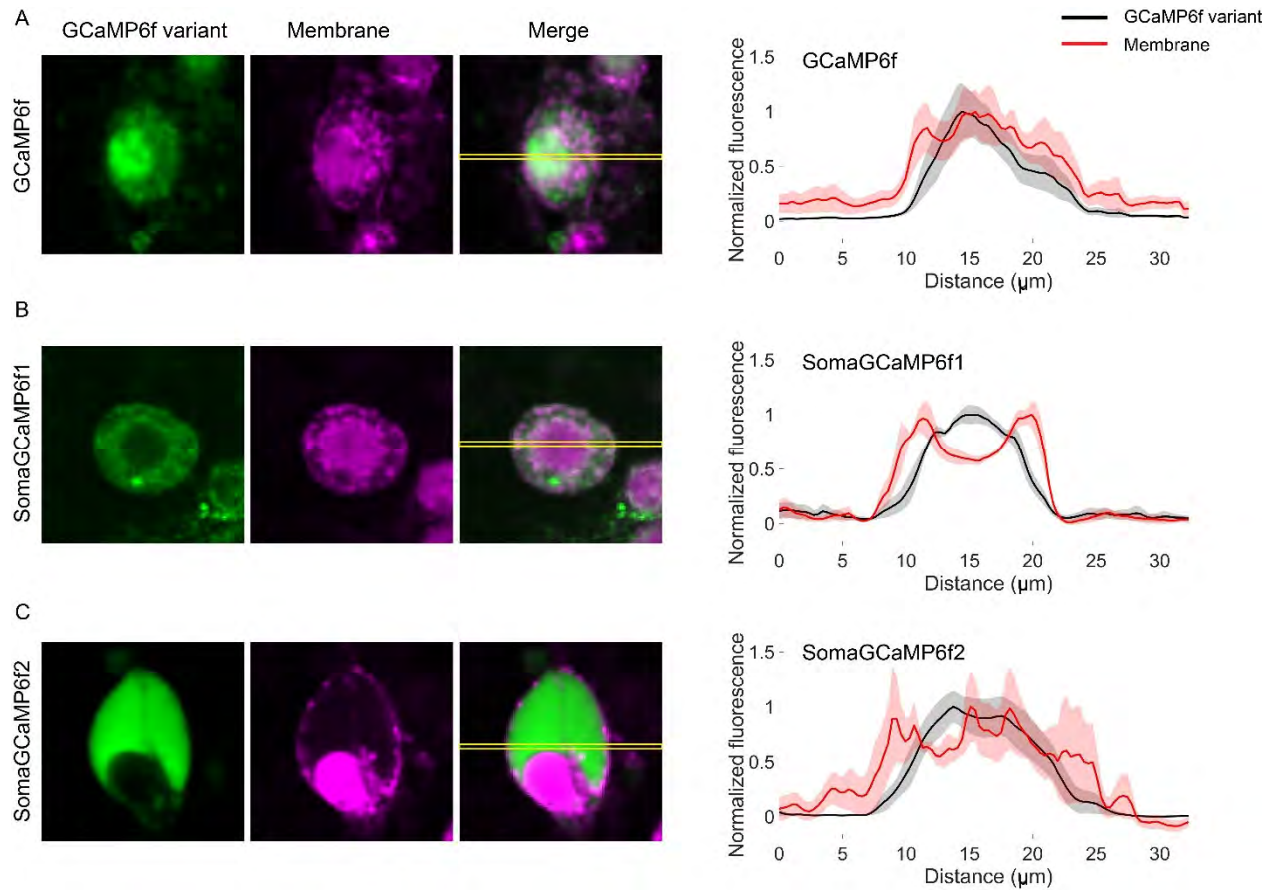 A
GCaMP6f variant
Membrane
Merge
GCaMP6f variant
Membrane
GCaMP6f
GCaMP6f
Normalized fluorescence
1.5
1
0.5
0
0 5 10 15 20 25 30
Distance (μm)
B
SomaGCaMP6f1
SomaGCaMP6f1
Normalized fluorescence
1.5
1
0.5
0
0 5 10 15 20 25 30
Distance (μm)
C
SomaGCaMP6f2
SomaGCaMP6f2
Normalized fluorescence
1.5
1
0.5
0
0 5 10 15 20 25 30
Distance (μm)